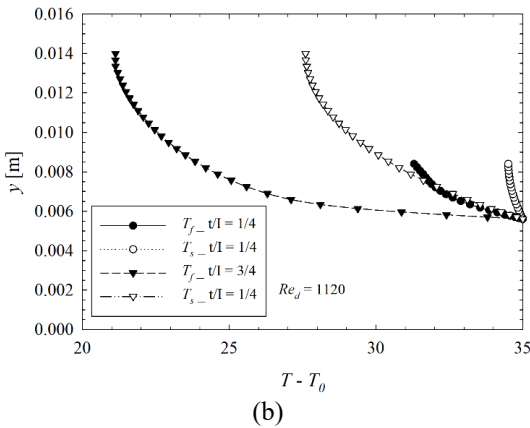 0.016
0.014
0.012
0.010
0.008
0.006
0.004
0.002
0.000
y [m]
T_f _ t/I = 1/4
T_s _ t/I = 1/4
T_f _ t/I = 3/4
T_s _ t/I = 1/4
Re_d = 1120
20 25 30 35
T - T_0
(b)